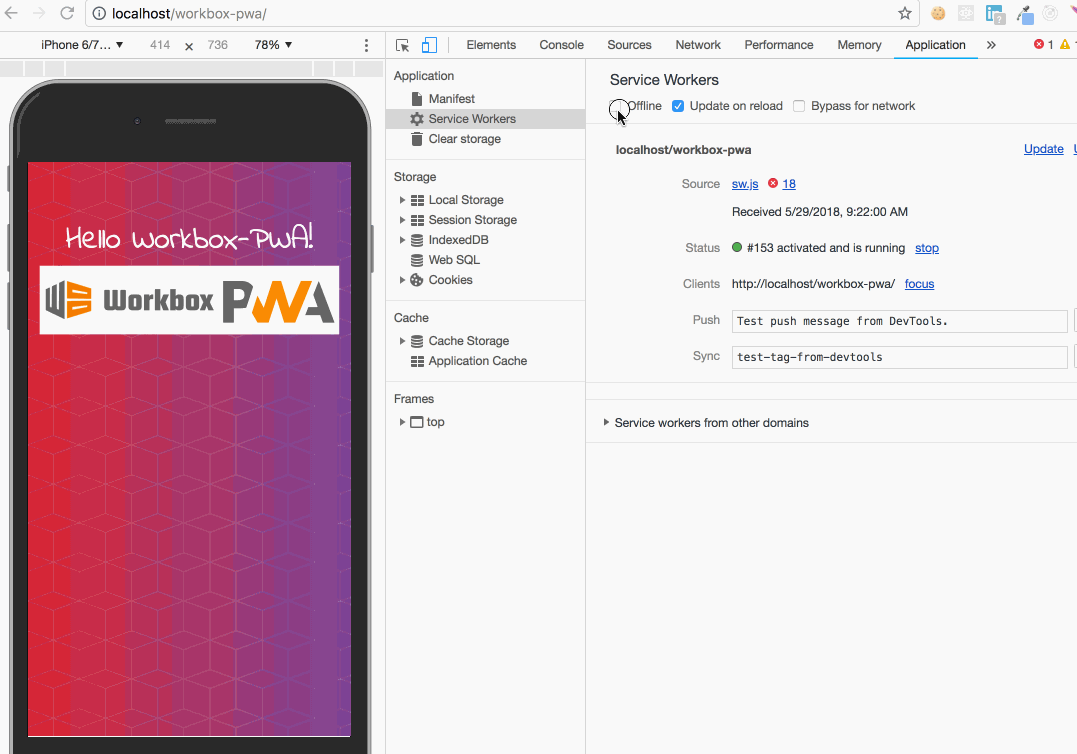 localhost/workbox-pwa/
iPhone 6/7… ▼ 414 × 736 78% ▼
Elements Console Sources Network Performance Memory Application » 1
Application
Manifest
Service Workers
Clear storage
Storage
Local Storage
Session Storage
IndexedDB
Web SQL
Cookies
Cache
Cache Storage
Application Cache
Frames
top
Service Workers
Offline Update on reload Bypass for network
localhost/workbox-pwa Update
Source sw.js 18
Received 5/29/2018, 9:22:00 AM
Status #153 activated and is running stop
Clients http://localhost/workbox-pwa/ focus
Push Test push message from DevTools.
Sync test-tag-from-devtools
Service workers from other domains
Hello Workbox-PWA!
Workbox PWA